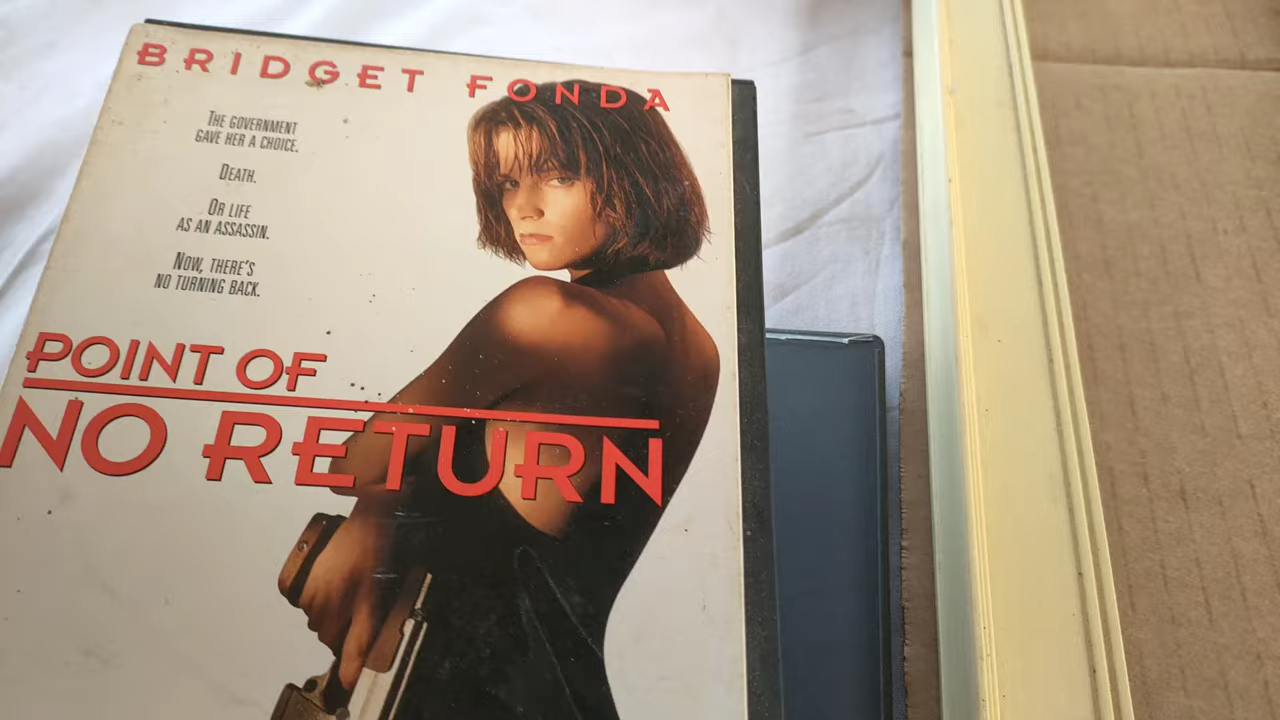 BRIDGET FONDA
THE GOVERNMENT
GAVE HER A CHOICE.
DEATH.
OR LIFE
AS AN ASSASSIN.
NOW, THERE'S
NO TURNING BACK.
POINT OF
NO RETURN